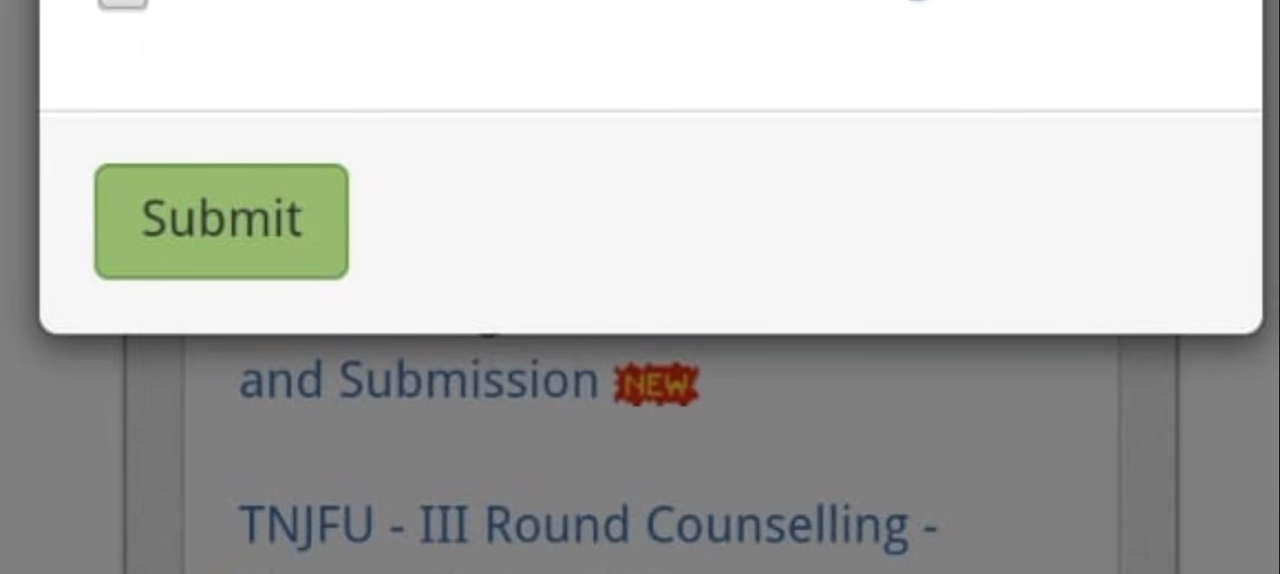 Submit
and Submission NEW
TNJFU - III Round Counselling -